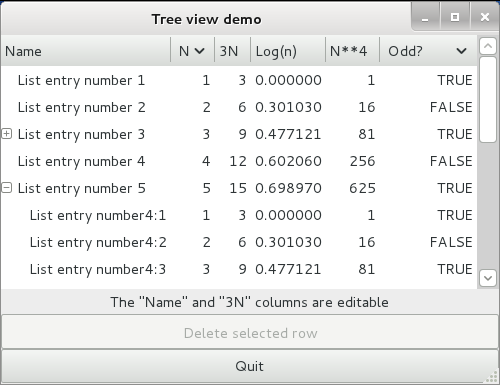 Tree view demo
Name N 3N Log(n) N**4 Odd?
List entry number 1 1 3 0.000000 1 TRUE
List entry number 2 2 6 0.301030 16 FALSE
List entry number 3 3 9 0.477121 81 TRUE
List entry number 4 4 12 0.602060 256 FALSE
List entry number 5 5 15 0.698970 625 TRUE
List entry number4:1 1 3 0.000000 1 TRUE
List entry number4:2 2 6 0.301030 16 FALSE
List entry number4:3 3 9 0.477121 81 TRUE
The "Name" and "3N" columns are editable
Delete selected row
Quit